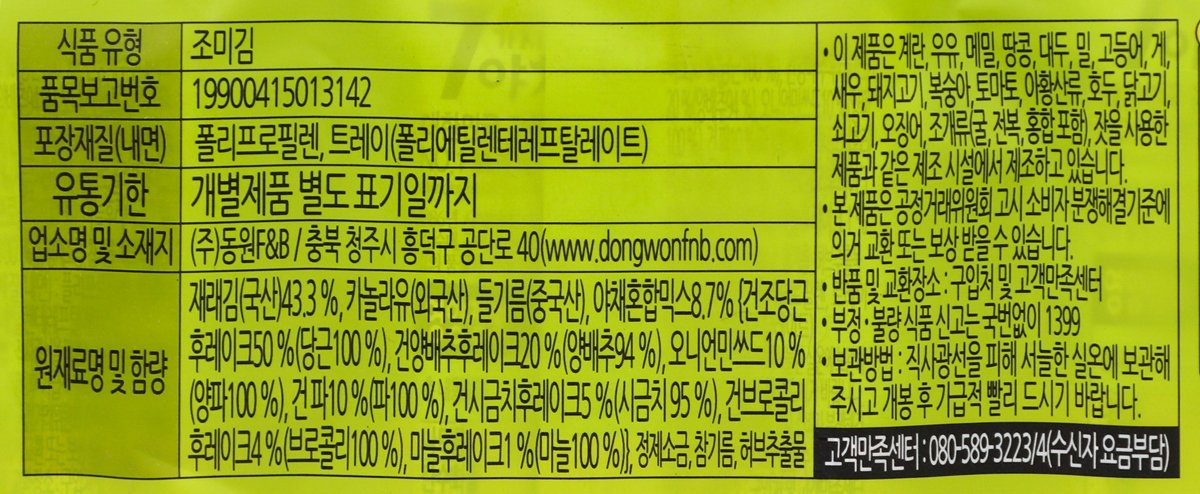 식품 유형 조미김
품목보고번호 19900415013142
포장재질(내면) 폴리프로필렌, 트레이(폴리에틸렌테레프탈레이트)
유통기한 개별제품 별도 표기일까지
업소명 및 소재지 (주)동원F&B / 충북 청주시 흥덕구 공단로 40(www.dongwonfnb.com)
원재료명 및 함량
재래김(국산)43.3 %, 카놀라유(외국산), 들기름(중국산), 야채혼합믹스8.7% {건조당근
후레이크50 %(당근100 %), 건양배추후레이크20 %(양배추94 %), 오니언민쓰드10 %
(양파100 %), 건파10 %(파100 %), 건시금치후레이크5 %(시금치 95 %), 건브로콜리
후레이크4 %(브로콜리100 %), 마늘후레이크1 %(마늘100 %)}, 정제소금, 참기름, 허브추출물
• 이 제품은 계란, 우유, 메밀, 땅콩, 대두, 밀, 고등어, 게,
새우, 돼지고기, 복숭아, 토마토, 아황산류, 호두, 닭고기,
쇠고기, 오징어, 조개류(굴, 전복, 홍합 포함), 잣을 사용한
제품과 같은 제조 시설에서 제조하고 있습니다.
• 본 제품은 공정거래위원회 고시 소비자 분쟁해결기준에
의거 교환 또는 보상 받을 수 있습니다.
• 반품 및 교환장소 : 구입처 및 고객만족센터
• 부정·불량 식품 신고는 국번없이 1399
• 보관방법 : 직사광선을 피해 서늘한 실온에 보관해
주시고 개봉 후 가급적 빨리 드시기 바랍니다.
고객만족센터 : 080-589-3223/4(수신자 요금부담)